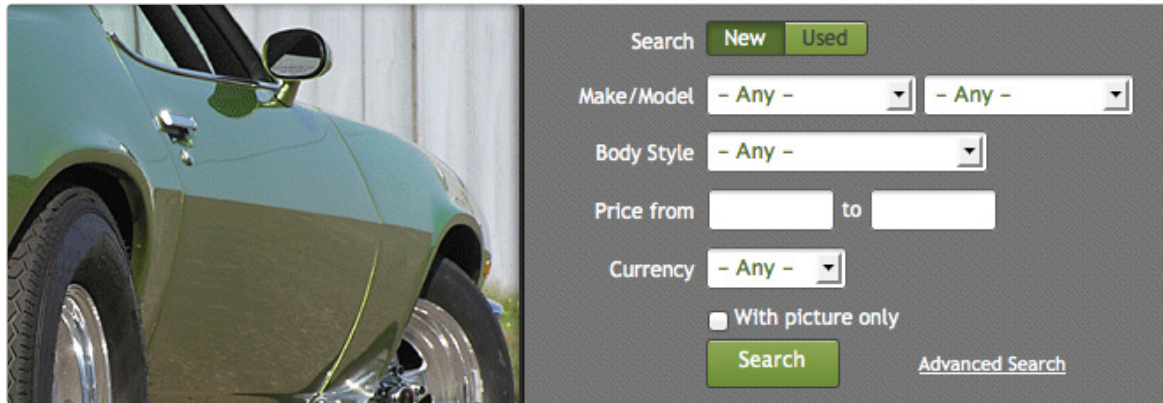 Search New Used
Make/Model – Any – – Any –
Body Style – Any –
Price from to
Currency – Any –
With picture only
Search Advanced Search